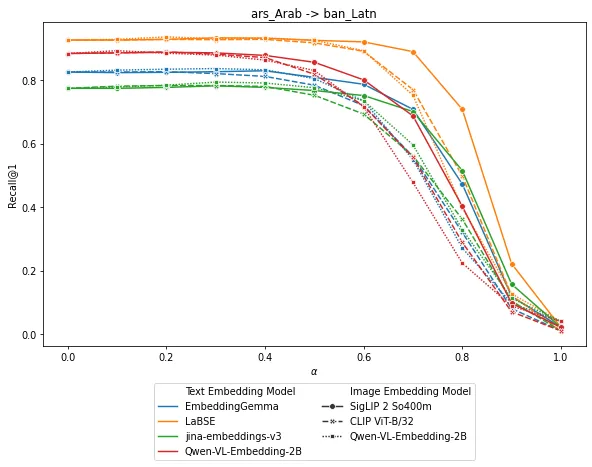 ars_Arab -> ban_Latn
Recall@1
0.8
0.6
0.4
0.2
0.0
0.0 0.2 0.4 0.6 0.8 1.0
α
Text Embedding Model Image Embedding Model
EmbeddingGemma SigLIP 2 So400m
LaBSE CLIP ViT-B/32
jina-embeddings-v3 Qwen-VL-Embedding-2B
Qwen-VL-Embedding-2B